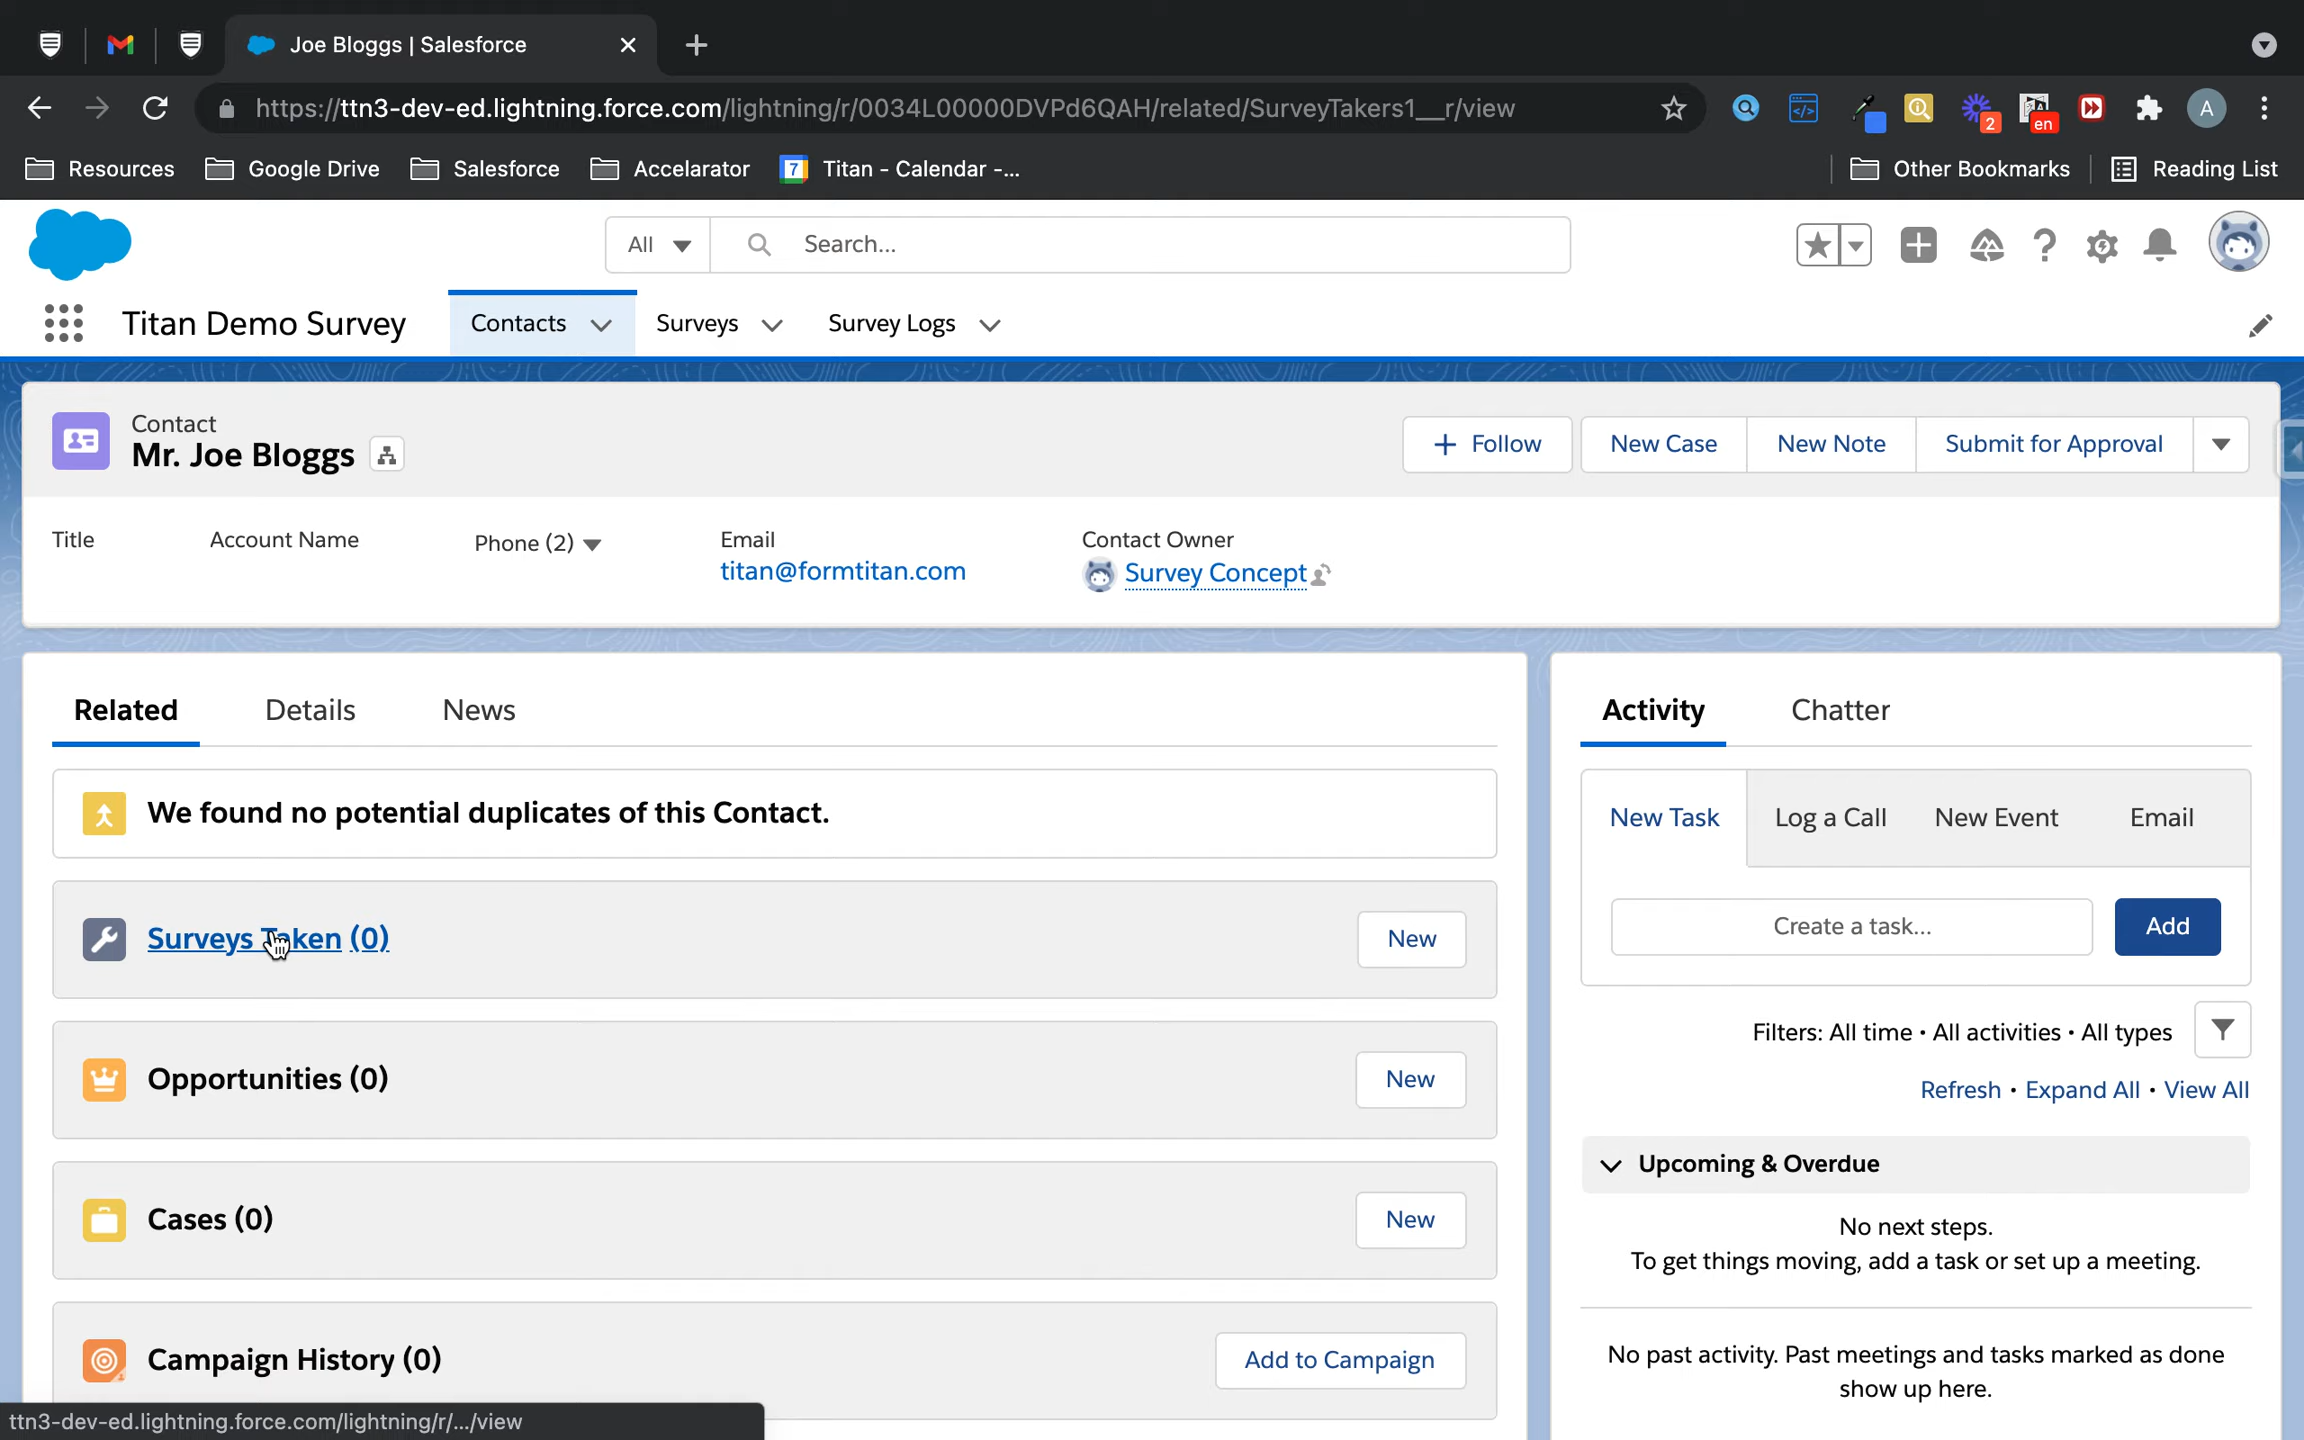 Joe Bloggs | Salesforce
https://ttn3-dev-ed.lightning.force.com/lightning/r/0034L00000DVPd6QAH/related/SurveyTakers1__r/view
2
en
A
Resources
Google Drive
Salesforce
Accelarator
7
Titan - Calendar -...
Other Bookmarks
Reading List
All
Search...
Titan Demo Survey
Contacts
Surveys
Survey Logs
Contact
Mr. Joe Bloggs
Follow
New Case
New Note
Submit for Approval
Title
Account Name
Phone (2)
Email
Contact Owner
titan@formtitan.com
Survey Concept
Related
Details
News
We found no potential duplicates of this Contact.
Surveys Taken (0)
New
Opportunities (0)
New
Cases (0)
New
Campaign History (0)
Add to Campaign
Activity
Chatter
New Task
Log a Call
New Event
Email
Create a task...
Add
Filters: All time • All activities • All types
Refresh • Expand All • View All
Upcoming & Overdue
No next steps.
To get things moving, add a task or set up a meeting.
No past activity. Past meetings and tasks marked as done
show up here.
ttn3-dev-ed.lightning.force.com/lightning/r/.../view